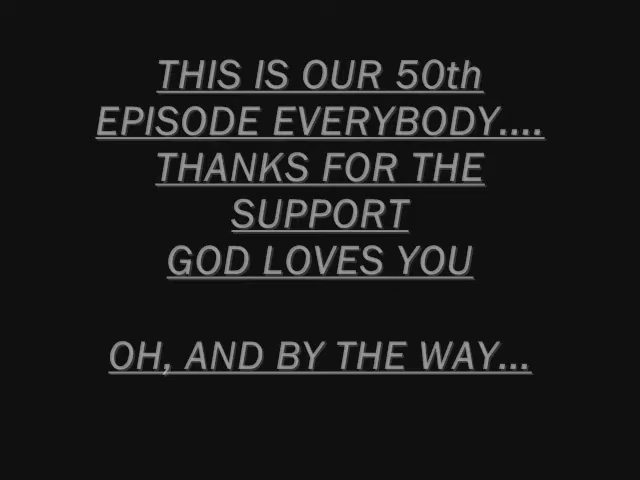 THIS IS OUR 50th
EPISODE EVERYBODY....
THANKS FOR THE
SUPPORT
GOD LOVES YOU
OH, AND BY THE WAY...